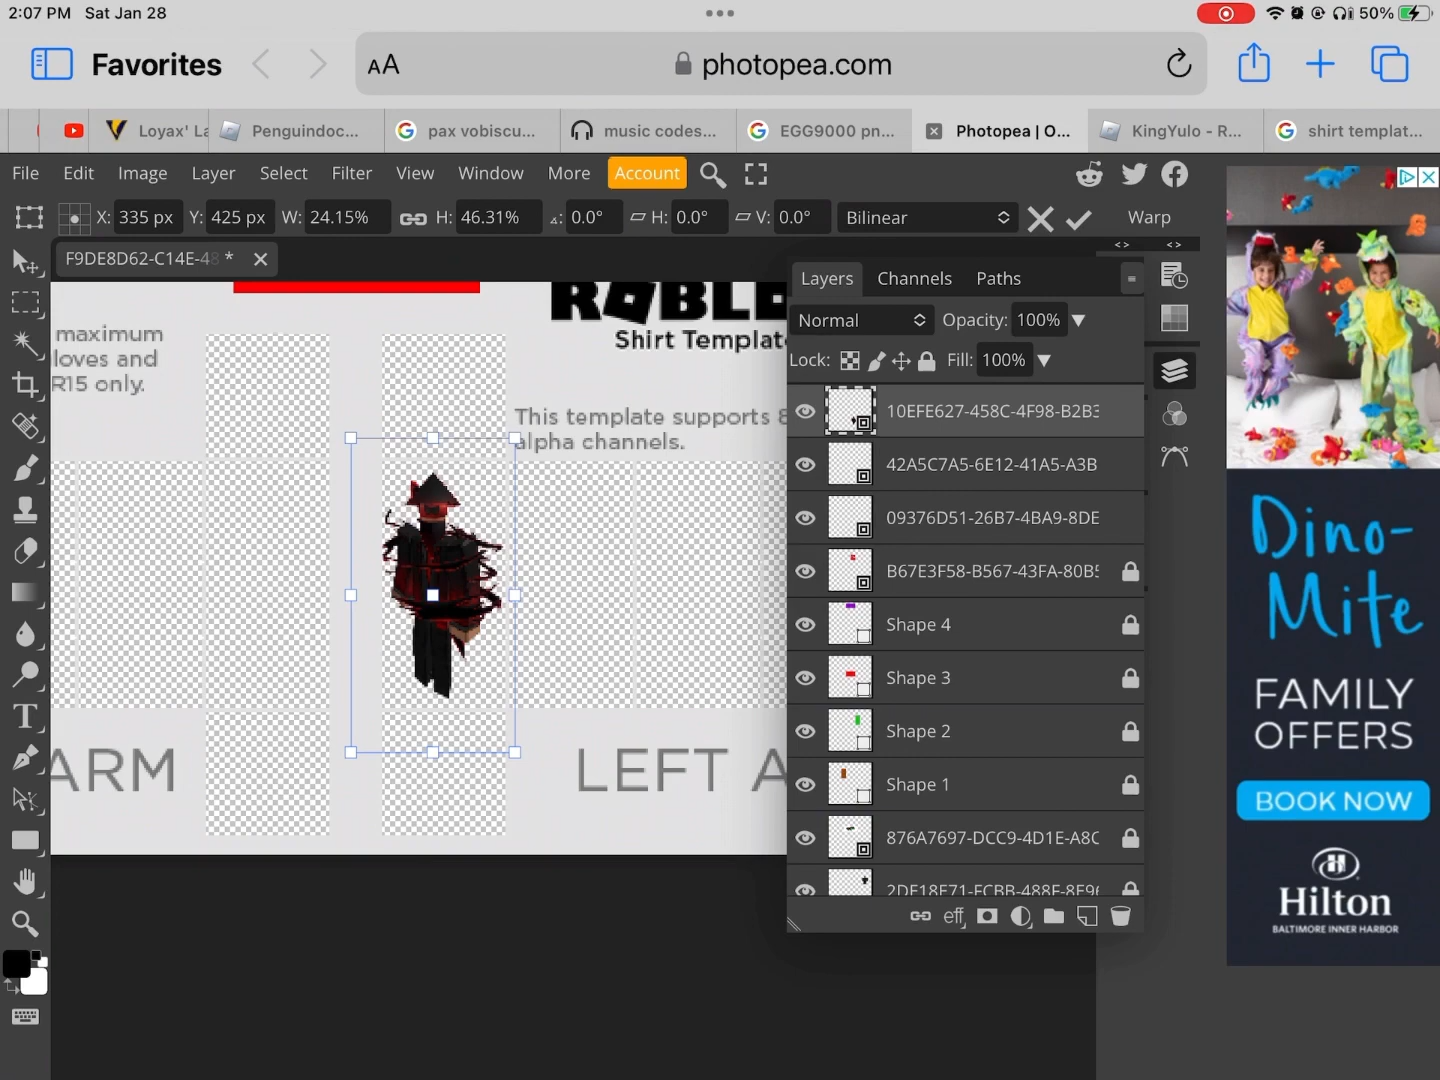 2:07 PM Sat Jan 28
50%
Favorites
AA
photopea.com
Loyax' La
Penguindoc...
pax vobiscu...
music codes...
EGG9000 pn...
Photopea | O...
KingYulo - R...
shirt templat...
File Edit Image Layer Select Filter View Window More Account
X: 335 px Y: 425 px W: 24.15% H: 46.31% 0.0° H: 0.0° V: 0.0° Bilinear Warp
F9DE8D62-C14E-48 *
< > < >
Layers Channels Paths
Normal Opacity: 100%
Lock: Fill: 100%
10EFE627-458C-4F98-B2B3
42A5C7A5-6E12-41A5-A3B
09376D51-26B7-4BA9-8DE
B67E3F58-B567-43FA-80B5
Shape 4
Shape 3
Shape 2
Shape 1
876A7697-DCC9-4D1E-A8C
2DF18F71-FCBB-488F-8F96
eff
maximum
loves and
R15 only.
ROBLO
Shirt Templat
This template supports 8
alpha channels.
ARM
LEFT A
T
Dino-
Mite
FAMILY
OFFERS
BOOK NOW
H
Hilton
BALTIMORE INNER HARBOR